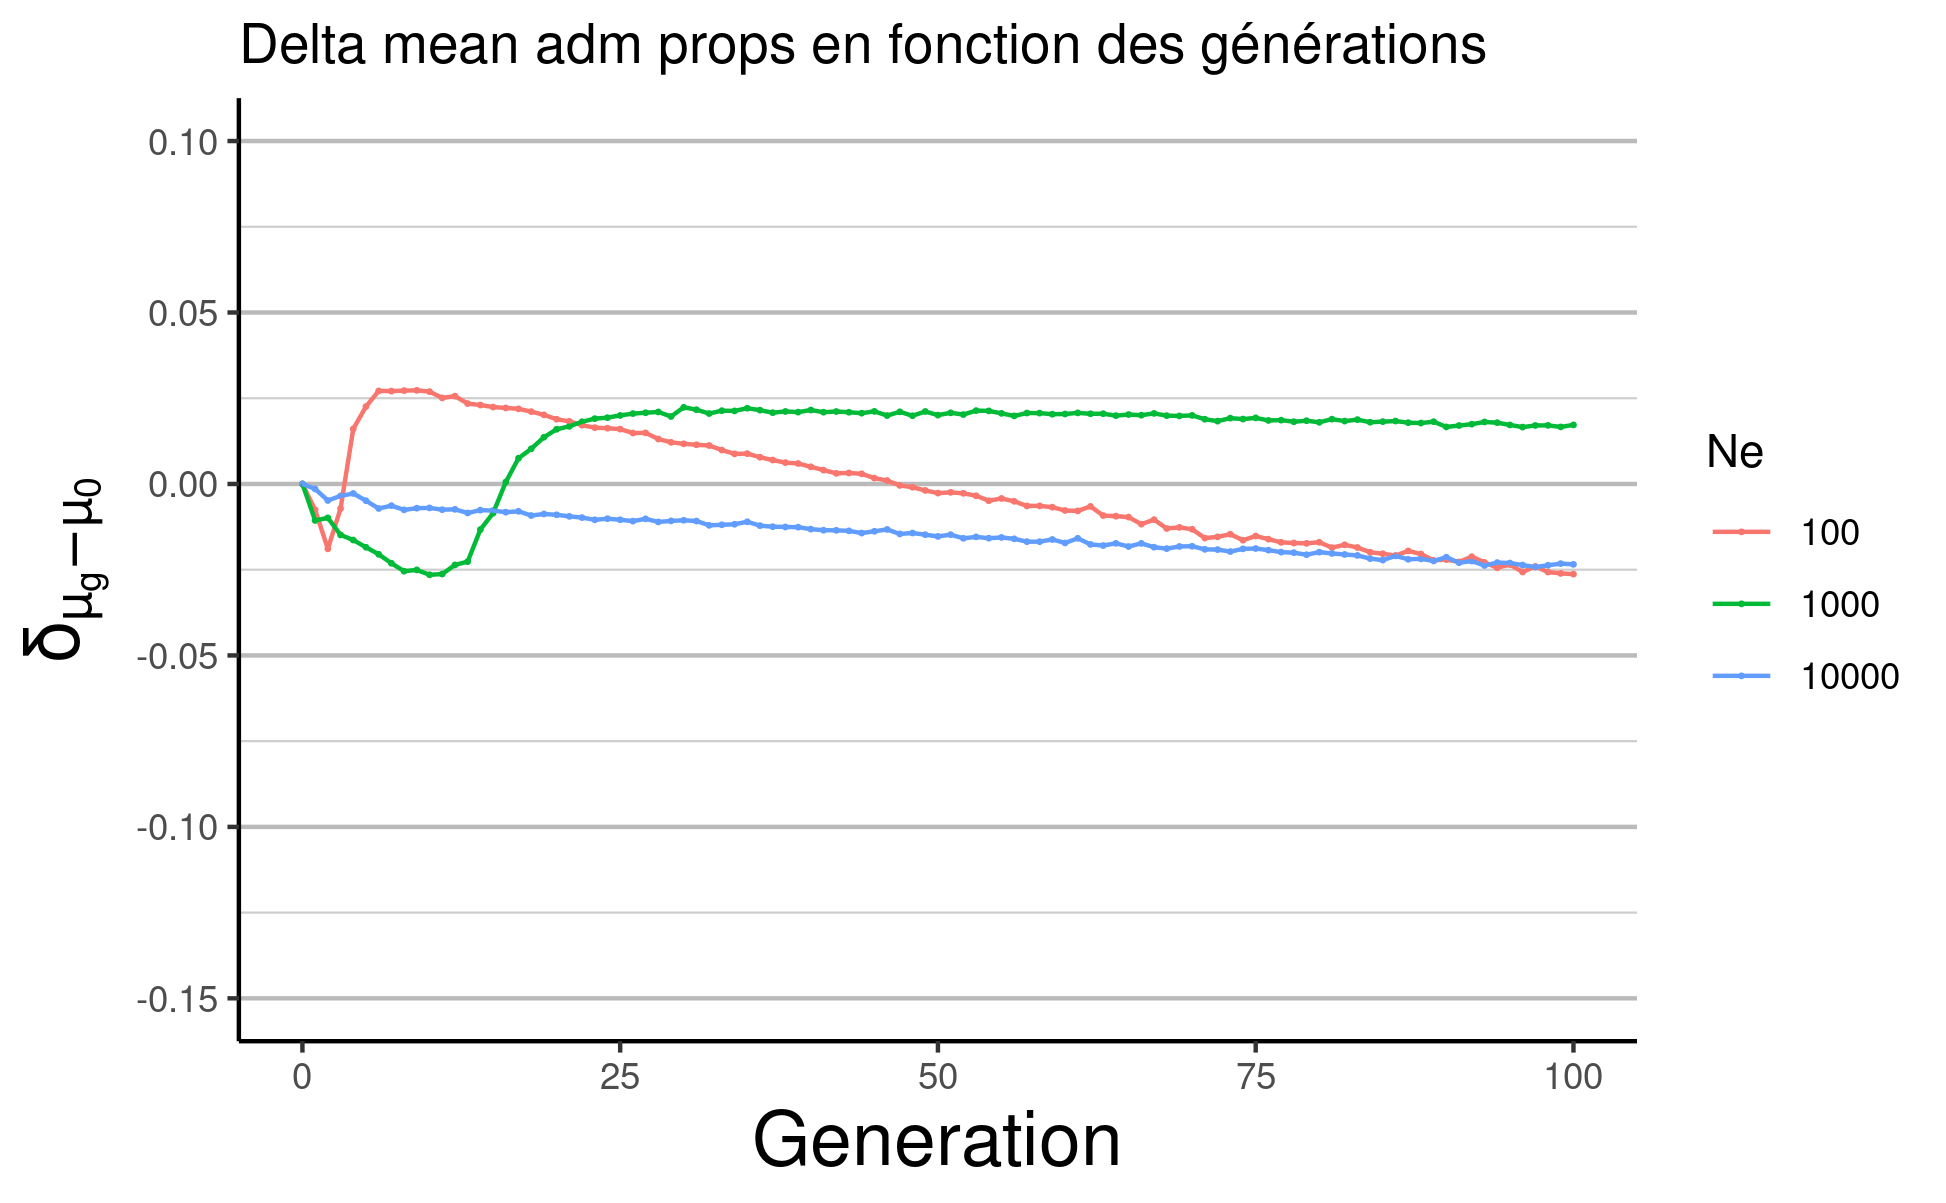 Delta mean adm props en fonction des générations
0.10
0.05
0.00
-0.05
-0.10
-0.15
δμg−μ0
0 25 50 75 100
Generation
Ne
100
1000
10000